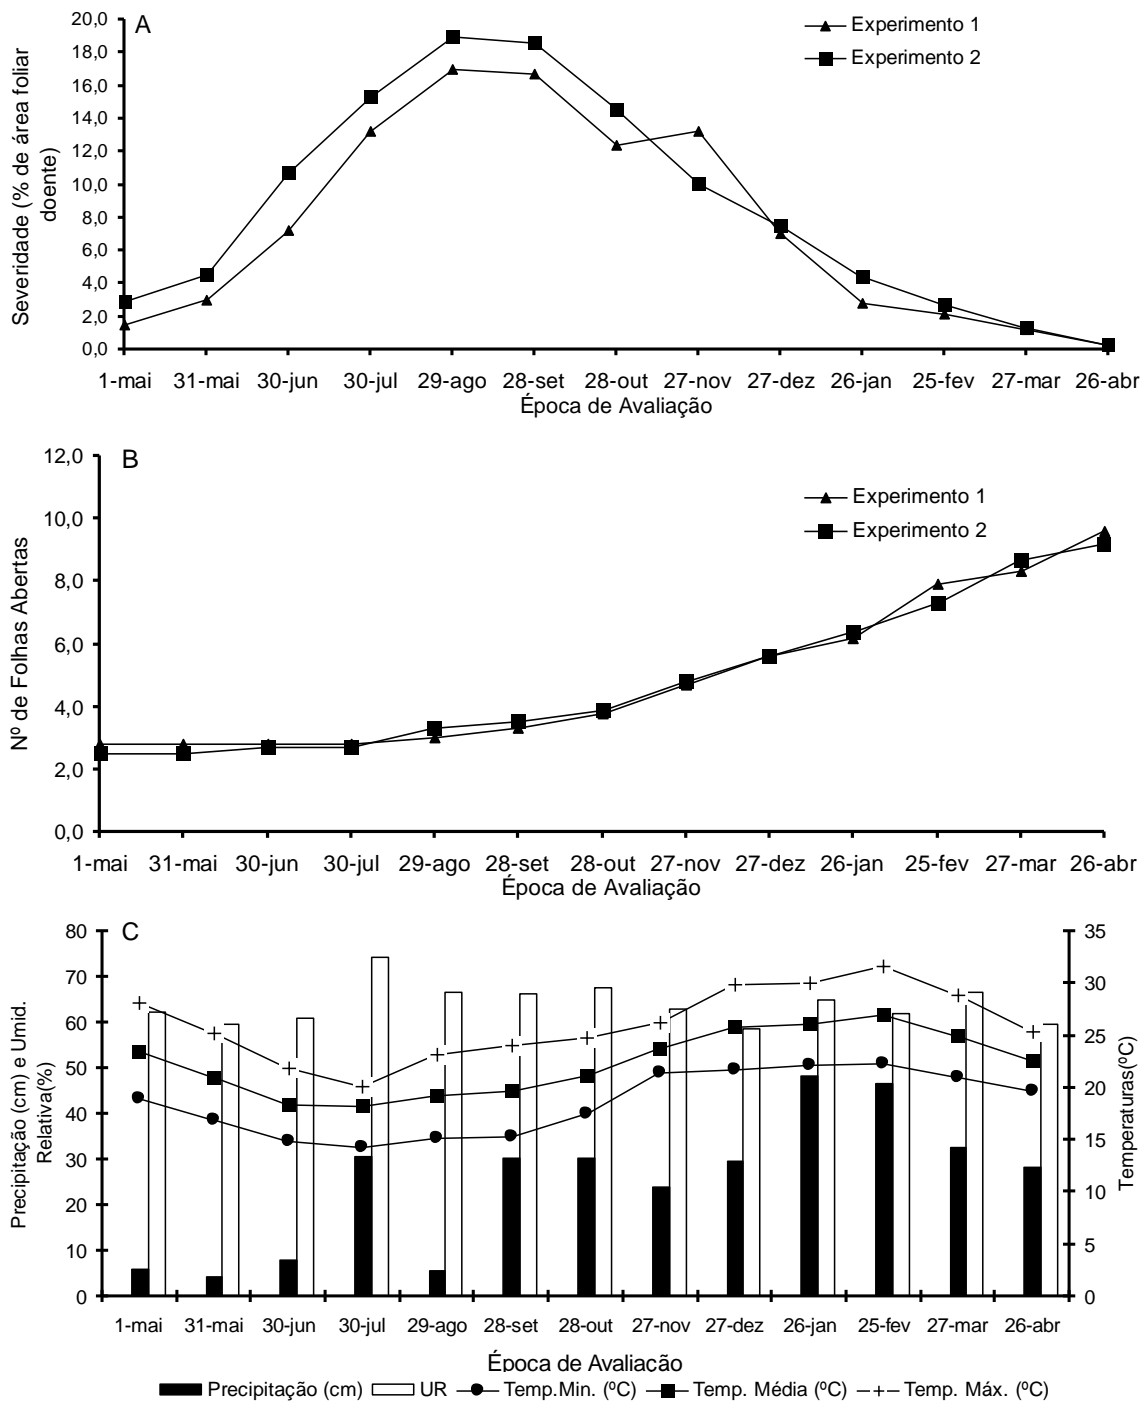 A
Experimento 1
Experimento 2
Severidade (% de área foliar
doente)
20,0
18,0
16,0
14,0
12,0
10,0
8,0
6,0
4,0
2,0
0,0
1-mai 31-mai 30-jun 30-jul 29-ago 28-set 28-out 27-nov 27-dez 26-jan 25-fev 27-mar 26-abr
Época de Avaliação
B
Experimento 1
Experimento 2
Nº de Folhas Abertas
12,0
10,0
8,0
6,0
4,0
2,0
0,0
1-mai 31-mai 30-jun 30-jul 29-ago 28-set 28-out 27-nov 27-dez 26-jan 25-fev 27-mar 26-abr
Época de Avaliação
C
Precipitação (cm) e Umid.
Relativa(%)
80
70
60
50
40
30
20
10
0
35
30
25
20
15
10
5
0
Temperaturas(ºC)
1-mai 31-mai 30-jun 30-jul 29-ago 28-set 28-out 27-nov 27-dez 26-jan 25-fev 27-mar 26-abr
Época de Avaliação
Precipitação (cm) UR Temp.Min. (ºC) Temp. Média (ºC) Temp. Máx. (ºC)